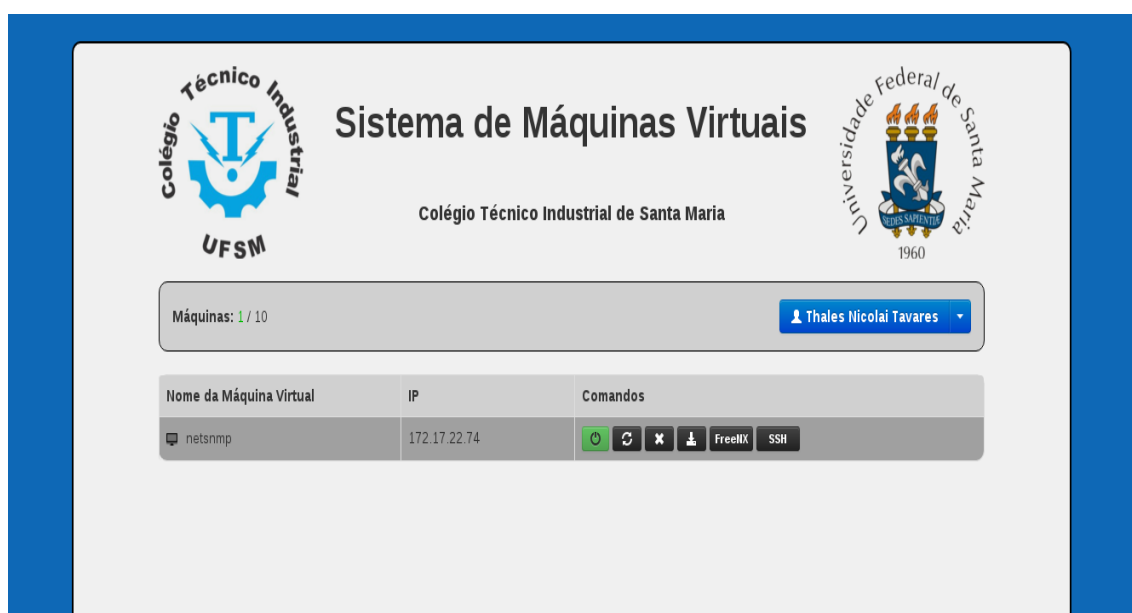 Colégio Técnico Industrial
UFSM
Sistema de Máquinas Virtuais
Colégio Técnico Industrial de Santa Maria
Universidade Federal de Santa Maria
SEDES SAPIENTIAE
1960
Máquinas: 1 / 10
Thales Nicolai Tavares
Nome da Máquina Virtual IP Comandos
netsnmp 172.17.22.74 FreeNX SSH